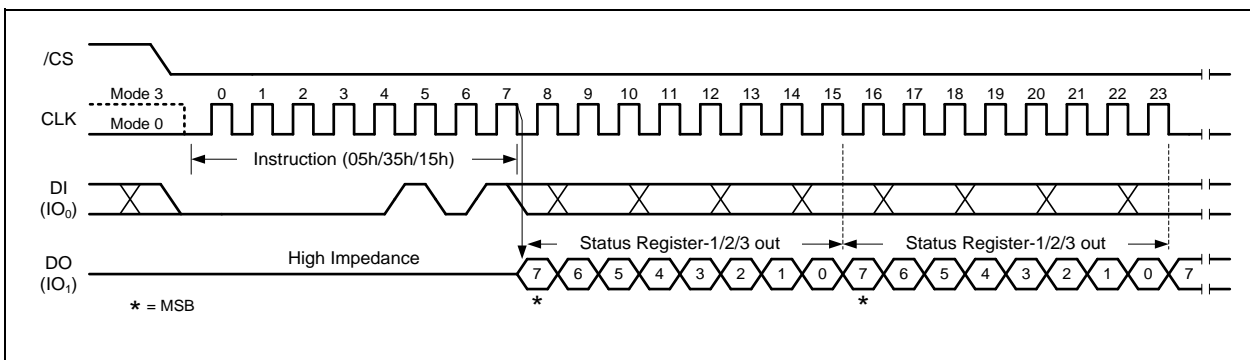 /CS
Mode 3
0 1 2 3 4 5 6 7 8 9 10 11 12 13 14 15 16 17 18 19 20 21 22 23
CLK
Mode 0
Instruction (05h/35h/15h)
DI
(IO0)
Status Register-1/2/3 out Status Register-1/2/3 out
High Impedance
DO
(IO1)
7 6 5 4 3 2 1 0 7 6 5 4 3 2 1 0 7
* *
* = MSB